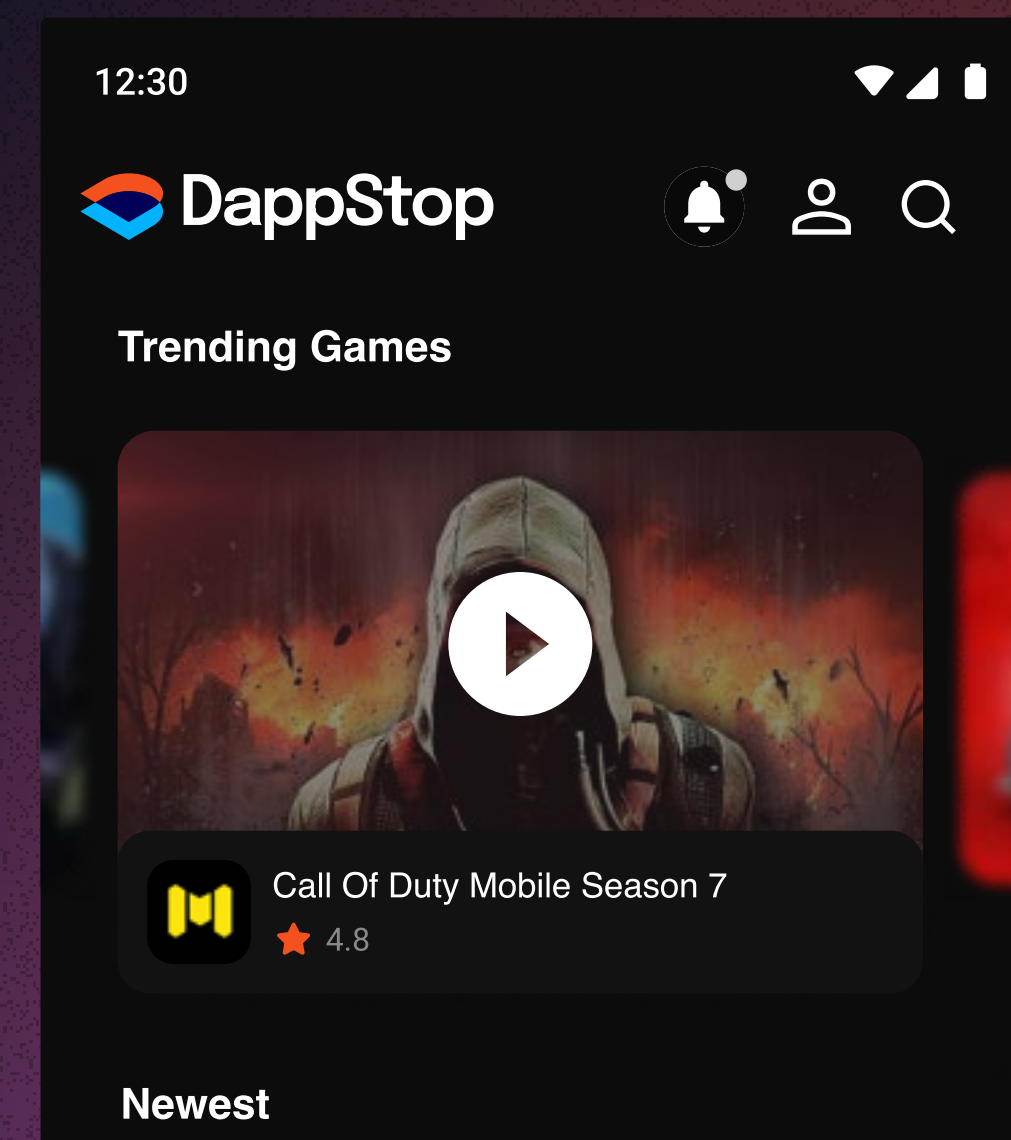 12:30
DappStop
Trending Games
Call Of Duty Mobile Season 7
4.8
Newest